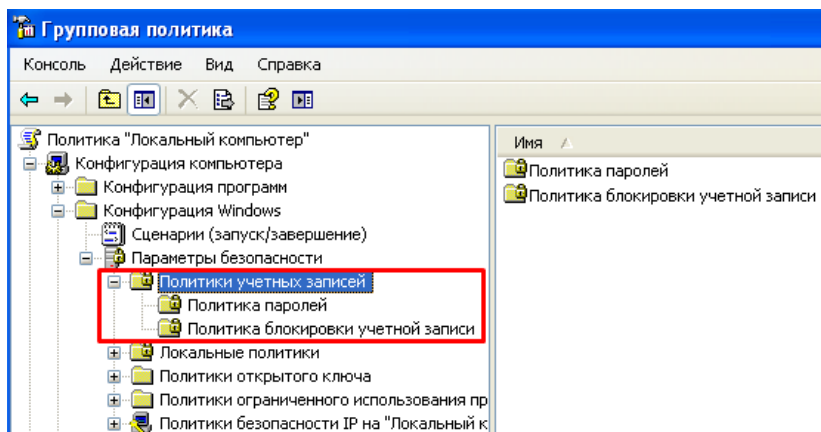 Групповая политика
Консоль Действие Вид Справка
Политика "Локальный компьютер"
Конфигурация компьютера
Конфигурация программ
Конфигурация Windows
Сценарии (запуск/завершение)
Параметры безопасности
Политики учетных записей
Политика паролей
Политика блокировки учетной записи
Локальные политики
Политики открытого ключа
Политики ограниченного использования пр
Политики безопасности IP на "Локальный к
Имя
Политика паролей
Политика блокировки учетной записи